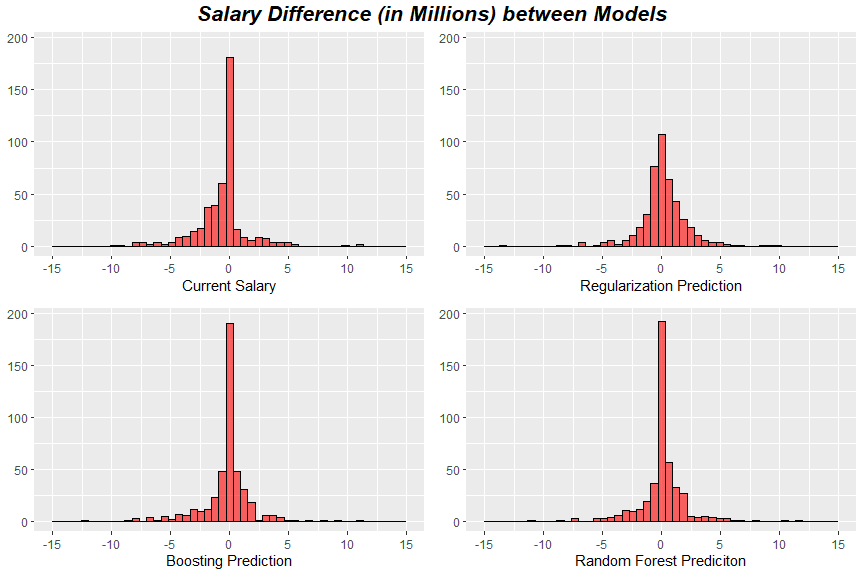 Salary Difference (in Millions) between Models
200
150
100
50
0
-15 -10 -5 0 5 10 15
Current Salary
200
150
100
50
0
-15 -10 -5 0 5 10 15
Regularization Prediction
200
150
100
50
0
-15 -10 -5 0 5 10 15
Boosting Prediction
200
150
100
50
0
-15 -10 -5 0 5 10 15
Random Forest Prediciton